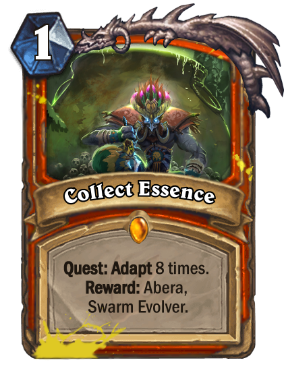 1
Collect Essence
Quest: Adapt 8 times.
Reward: Abera,
Swarm Evolver.